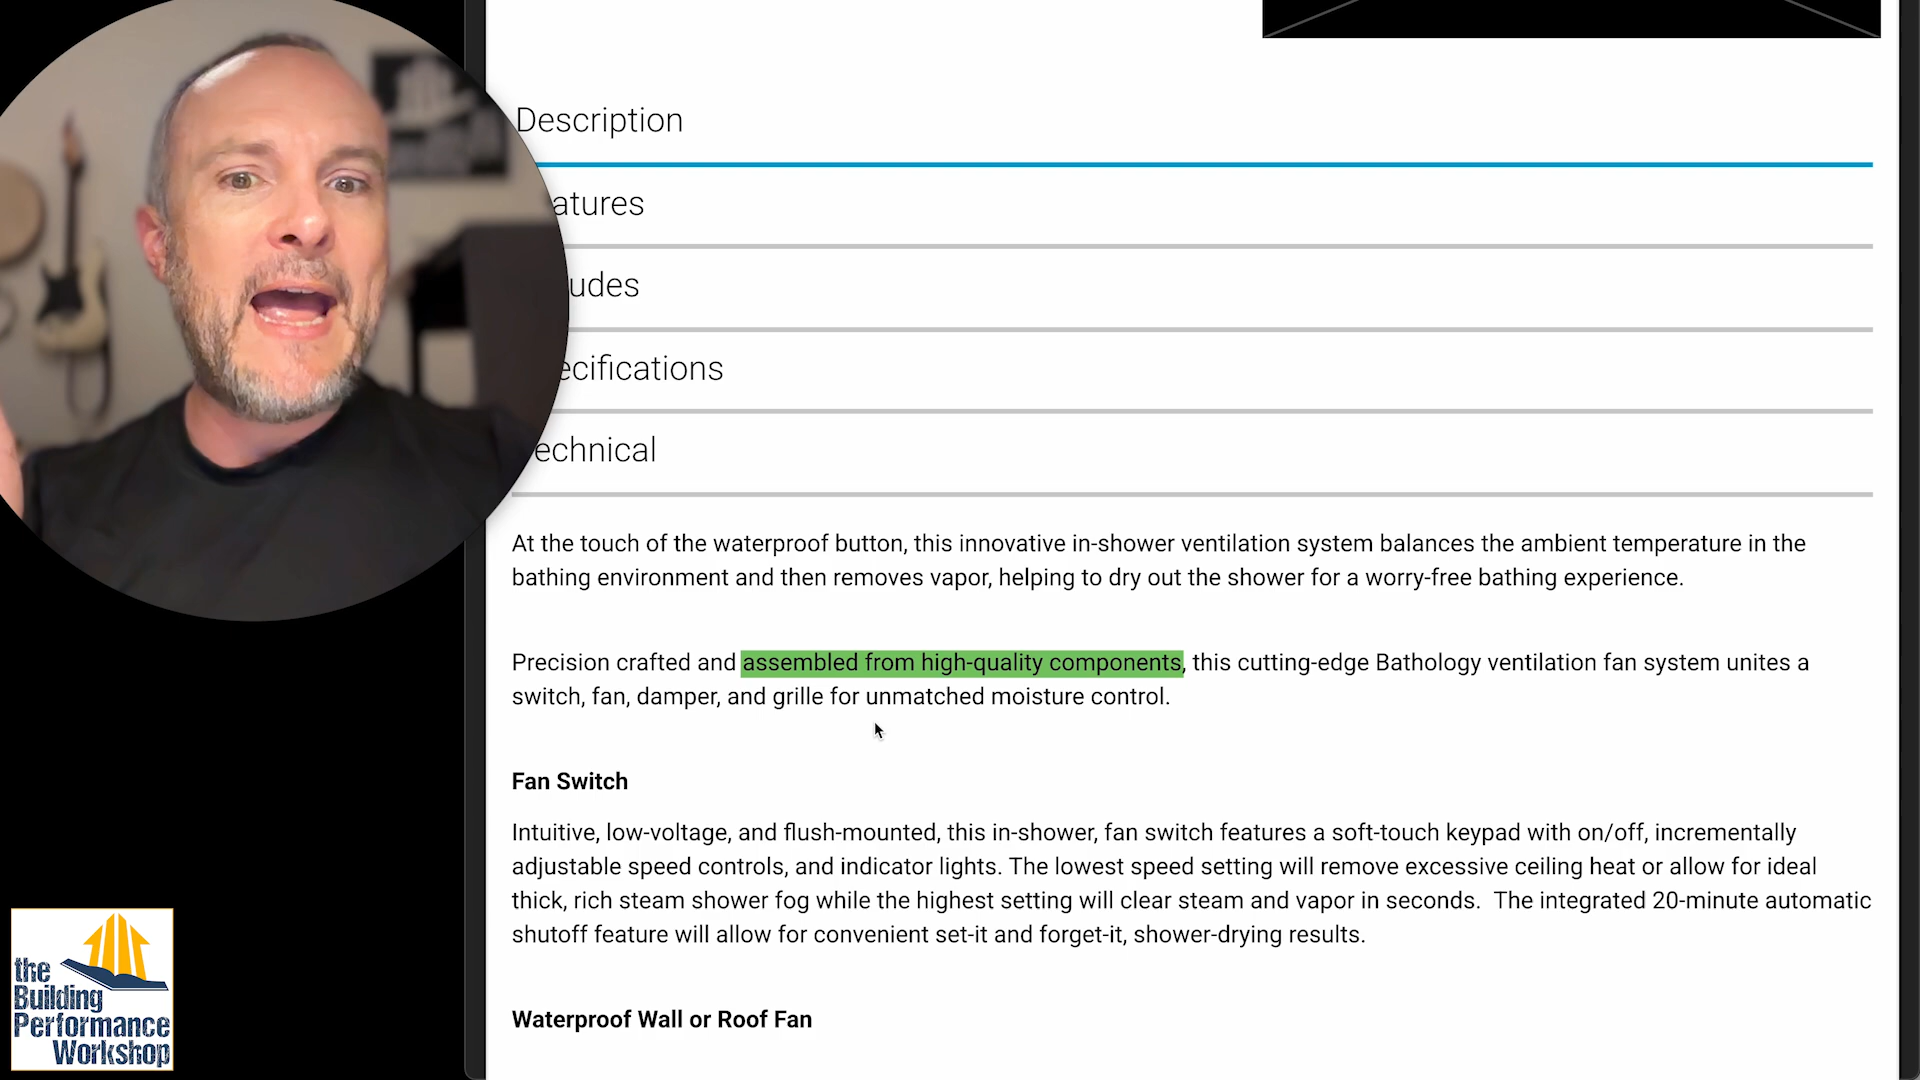 Description
atures
udes
ecifications
echnical
At the touch of the waterproof button, this innovative in-shower ventilation system balances the ambient temperature in the
bathing environment and then removes vapor, helping to dry out the shower for a worry-free bathing experience.
Precision crafted and assembled from high-quality components, this cutting-edge Bathology ventilation fan system unites a
switch, fan, damper, and grille for unmatched moisture control.
Fan Switch
Intuitive, low-voltage, and flush-mounted, this in-shower, fan switch features a soft-touch keypad with on/off, incrementally
adjustable speed controls, and indicator lights. The lowest speed setting will remove excessive ceiling heat or allow for ideal
thick, rich steam shower fog while the highest setting will clear steam and vapor in seconds. The integrated 20-minute automatic
shutoff feature will allow for convenient set-it and forget-it, shower-drying results.
Waterproof Wall or Roof Fan
the
Building
Performance
Workshop